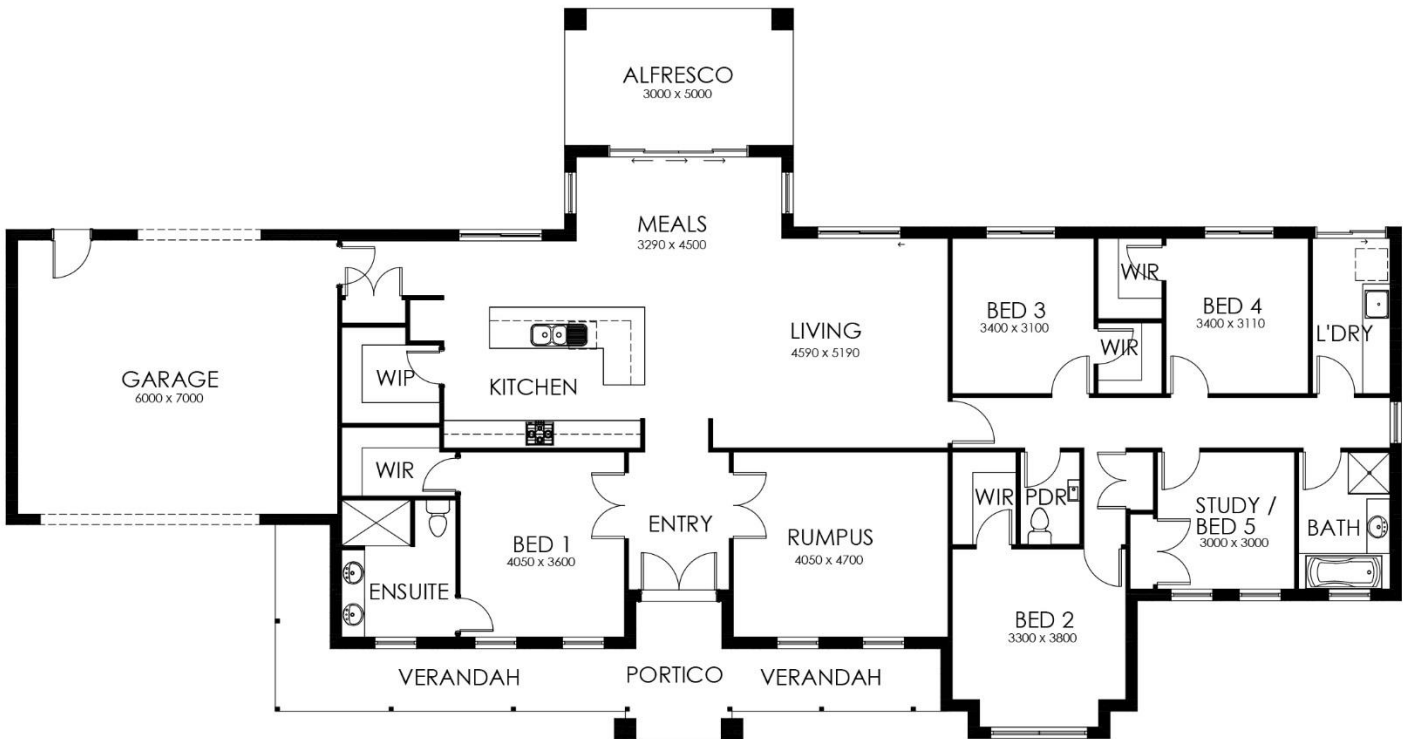 ALFRESCO
3000 x 5000
MEALS
3290 x 4500
GARAGE
6000 x 7000
WIP
KITCHEN
LIVING
4590 x 5190
BED 3
3400 x 3100
WIR
WIR
BED 4
3400 x 3110
L'DRY
WIR
ENSUITE
BED 1
4050 x 3600
ENTRY
RUMPUS
4050 x 4700
WIR
PDR
BED 2
3300 x 3800
STUDY /
BED 5
3000 x 3000
BATH
VERANDAH
PORTICO
VERANDAH